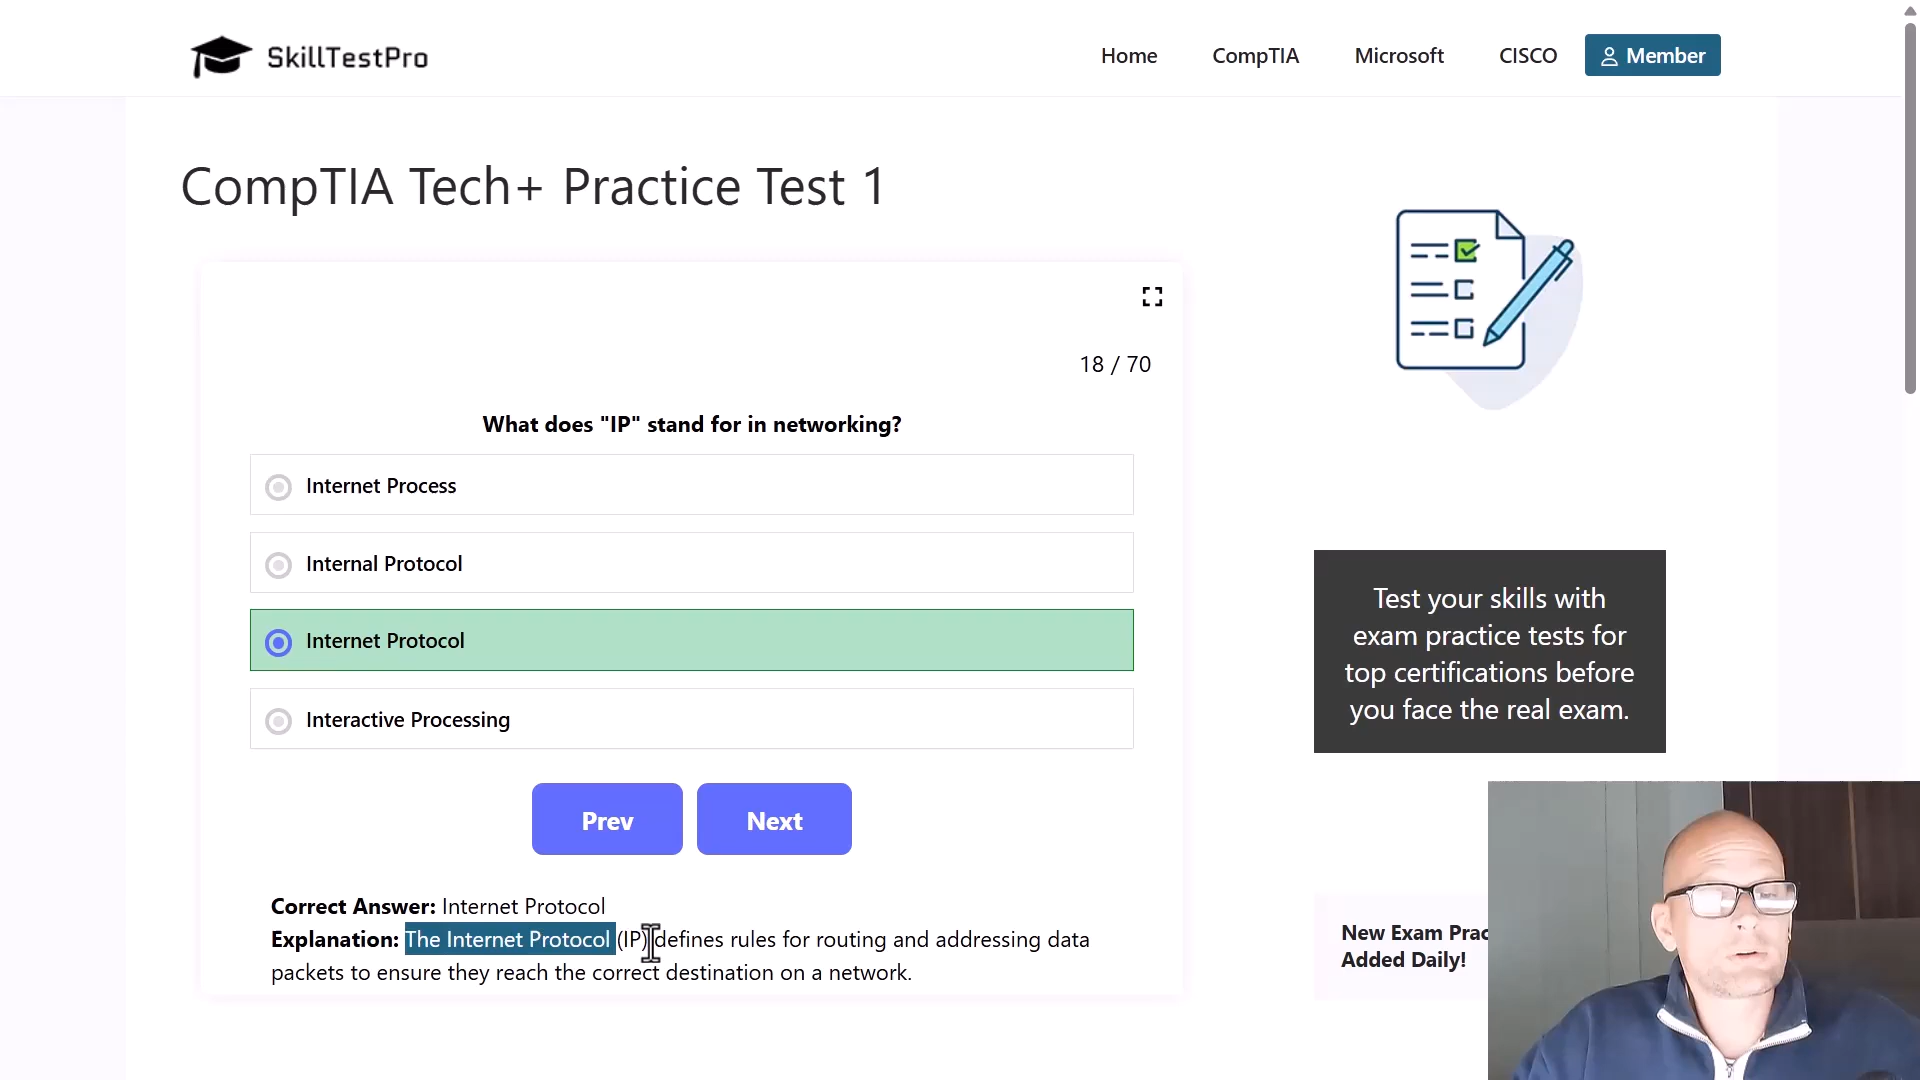 SkillTestPro
Home
CompTIA
Microsoft
CISCO
Member
CompTIA Tech+ Practice Test 1
18 / 70
What does "IP" stand for in networking?
Internet Process
Internal Protocol
Internet Protocol
Interactive Processing
Prev
Next
Correct Answer: Internet Protocol
Explanation: The Internet Protocol (IP) defines rules for routing and addressing data
packets to ensure they reach the correct destination on a network.
Test your skills with
exam practice tests for
top certifications before
you face the real exam.
New Exam Prac
Added Daily!